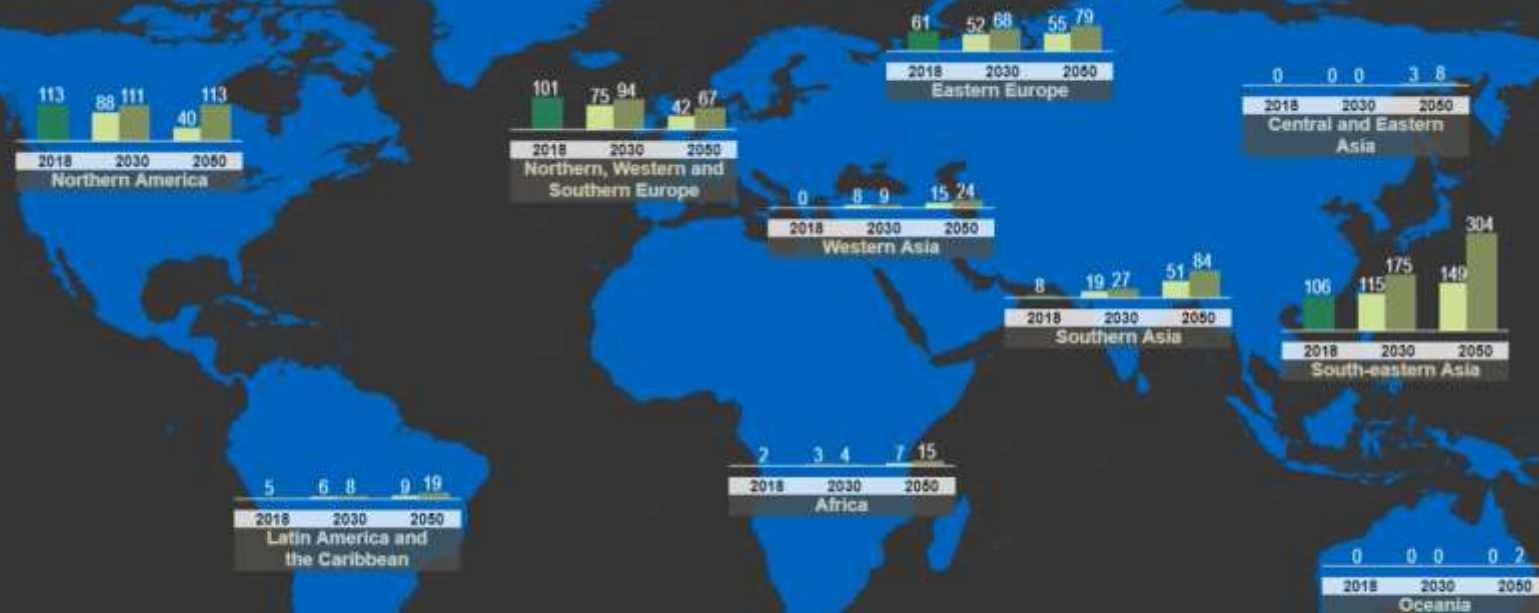 113
88 111
40 113
2018 2030 2050
Northern America
101
75 94
42 67
2018 2030 2050
Northern, Western and
Southern Europe
61
52 68
55 79
2018 2030 2050
Eastern Europe
0 0 0 3 8
2018 2030 2050
Central and Eastern
Asia
0 8 9 15 24
2018 2030 2050
Western Asia
8 19 27 51 84
2018 2030 2050
Southern Asia
106
115 175
149 304
2018 2030 2050
South-eastern Asia
5 6 8 9 19
2018 2030 2050
Latin America and
the Caribbean
2 3 4 7 15
2018 2030 2050
Africa
0 0 0 0 2
2018 2030 2050
Oceania